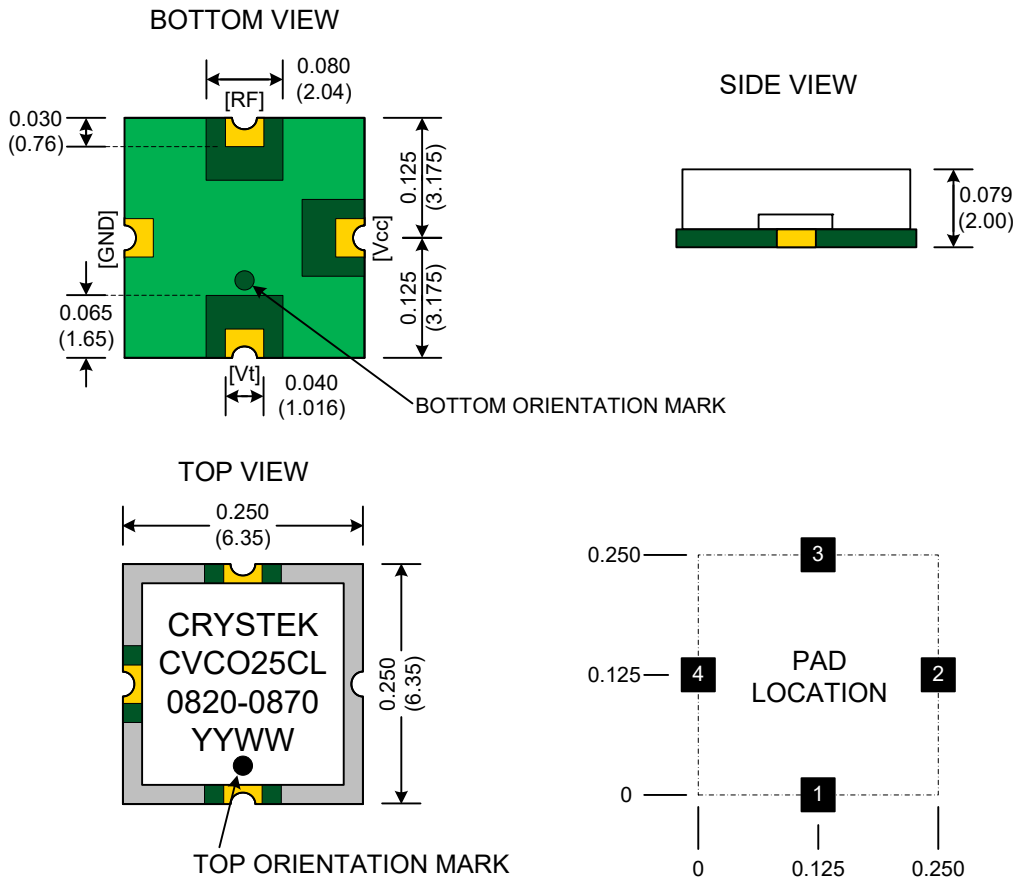 BOTTOM VIEW
0.080
(2.04)
[RF]
0.030
(0.76)
0.125
(3.175)
[GND]
[Vcc]
0.125
(3.175)
0.065
(1.65)
[Vt]
0.040
(1.016)
BOTTOM ORIENTATION MARK
SIDE VIEW
0.079
(2.00)
TOP VIEW
0.250
(6.35)
CRYSTEK
CVCO25CL
0820-0870
YYWW
0.250
(6.35)
TOP ORIENTATION MARK
0.250
3
0.125
4
PAD
LOCATION
2
0
1
0
0.125
0.250